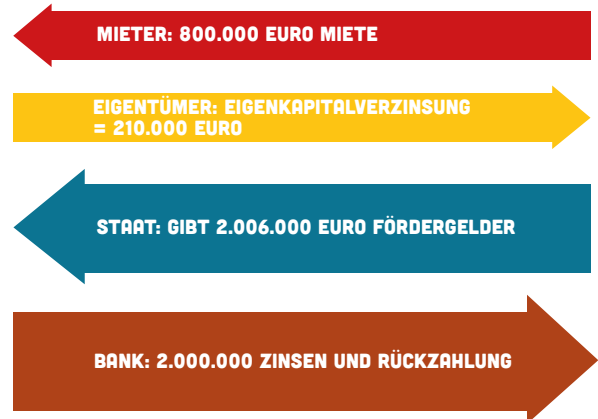 MIETER: 800.000 EURO MIETE
EIGENTÜMER: EIGENKAPITALVERZINSUNG
= 210.000 EURO
STAAT: GIBT 2.006.000 EURO FÖRDERGELDER
BANK: 2.000.000 ZINSEN UND RÜCKZAHLUNG